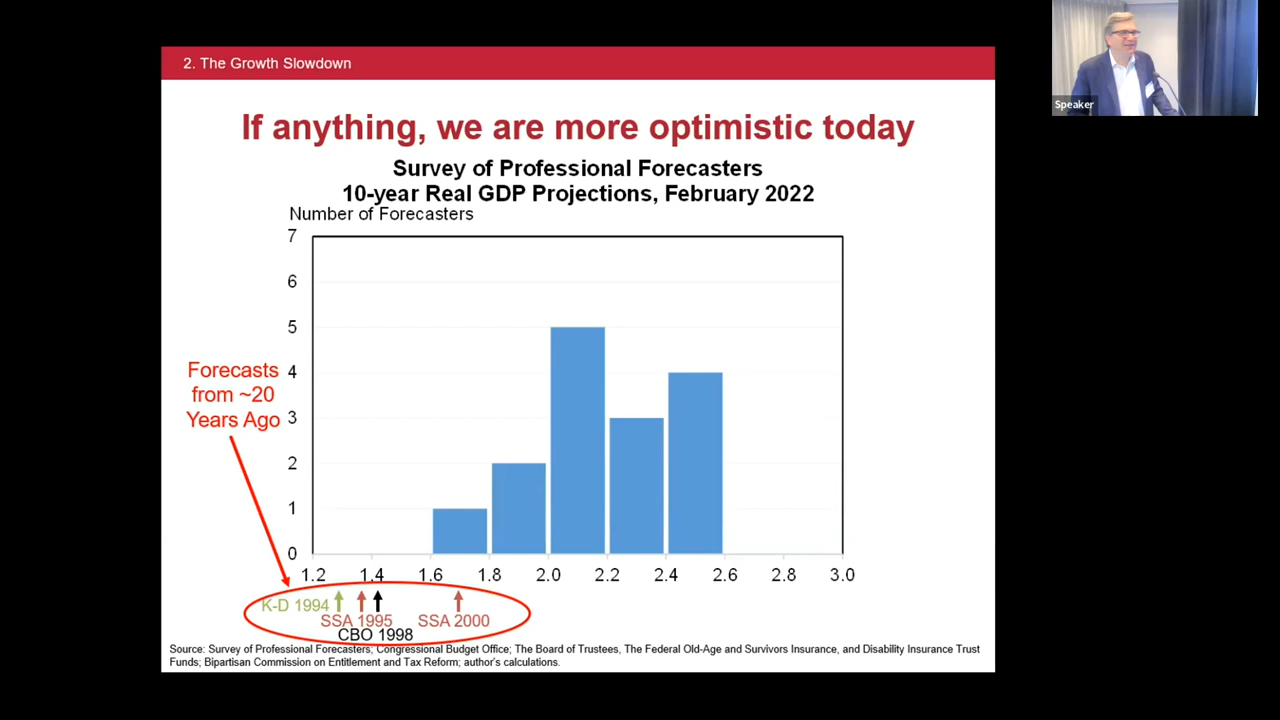 2. The Growth Slowdown
Speaker
If anything, we are more optimistic today
Survey of Professional Forecasters
10-year Real GDP Projections, February 2022
Number of Forecasters
7
6
5
4
3
2
1
0
Forecasts
from ~20
Years Ago
1.2 1.4 1.6 1.8 2.0 2.2 2.4 2.6 2.8 3.0
K-D 1994
SSA 1995 SSA 2000
CBO 1998
Source: Survey of Professional Forecasters; Congressional Budget Office; The Board of Trustees, The Federal Old-Age and Survivors Insurance, and Disability Insurance Trust
Funds; Bipartisan Commission on Entitlement and Tax Reform; author's calculations.